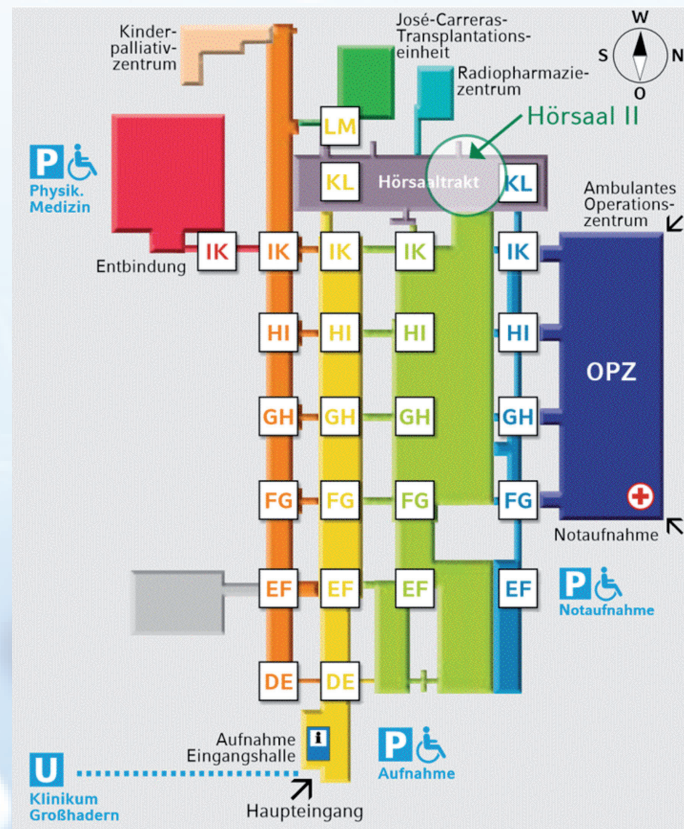 Kinder-
palliativ-
zentrum
José-Carreras-
Transplantations-
einheit
Radiopharmazie-
zentrum
W
S
N
O
Hörsaal II
LM
P
Physik.
Medizin
KL
Hörsaaltrakt
KL
Ambulantes
Operations-
zentrum
Entbindung
IK
IK
IK
IK
IK
HI
HI
HI
HI
OPZ
GH
GH
GH
GH
FG
FG
FG
FG
Notaufnahme
EF
EF
EF
EF
P
Notaufnahme
DE
DE
Aufnahme
Eingangshalle
i
P
Aufnahme
U
Klinikum
Großhadern
Haupteingang